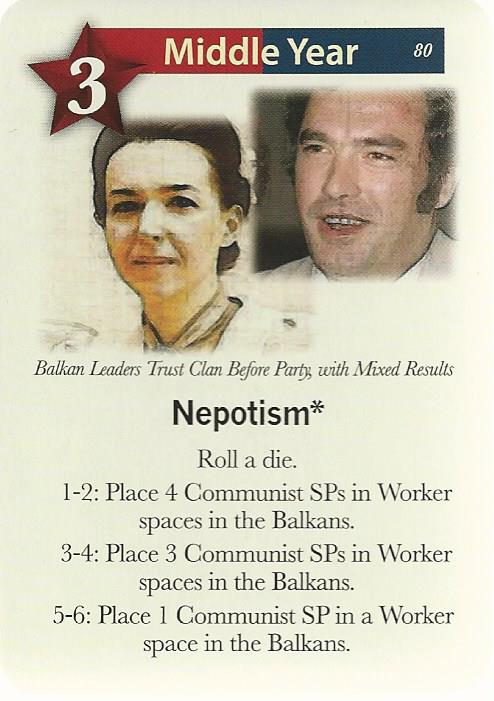 3
Middle Year 80
Balkan Leaders Trust Clan Before Party, with Mixed Results
Nepotism*
Roll a die.
1-2: Place 4 Communist SPs in Worker
spaces in the Balkans.
3-4: Place 3 Communist SPs in Worker
spaces in the Balkans.
5-6: Place 1 Communist SP in a Worker
space in the Balkans.